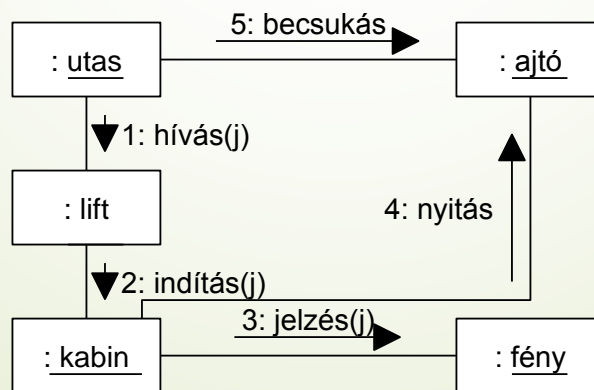 5: becsukás
: utas
: ajtó
1: hívás(j)
: lift
4: nyitás
2: indítás(j)
3: jelzés(j)
: kabin
: fény